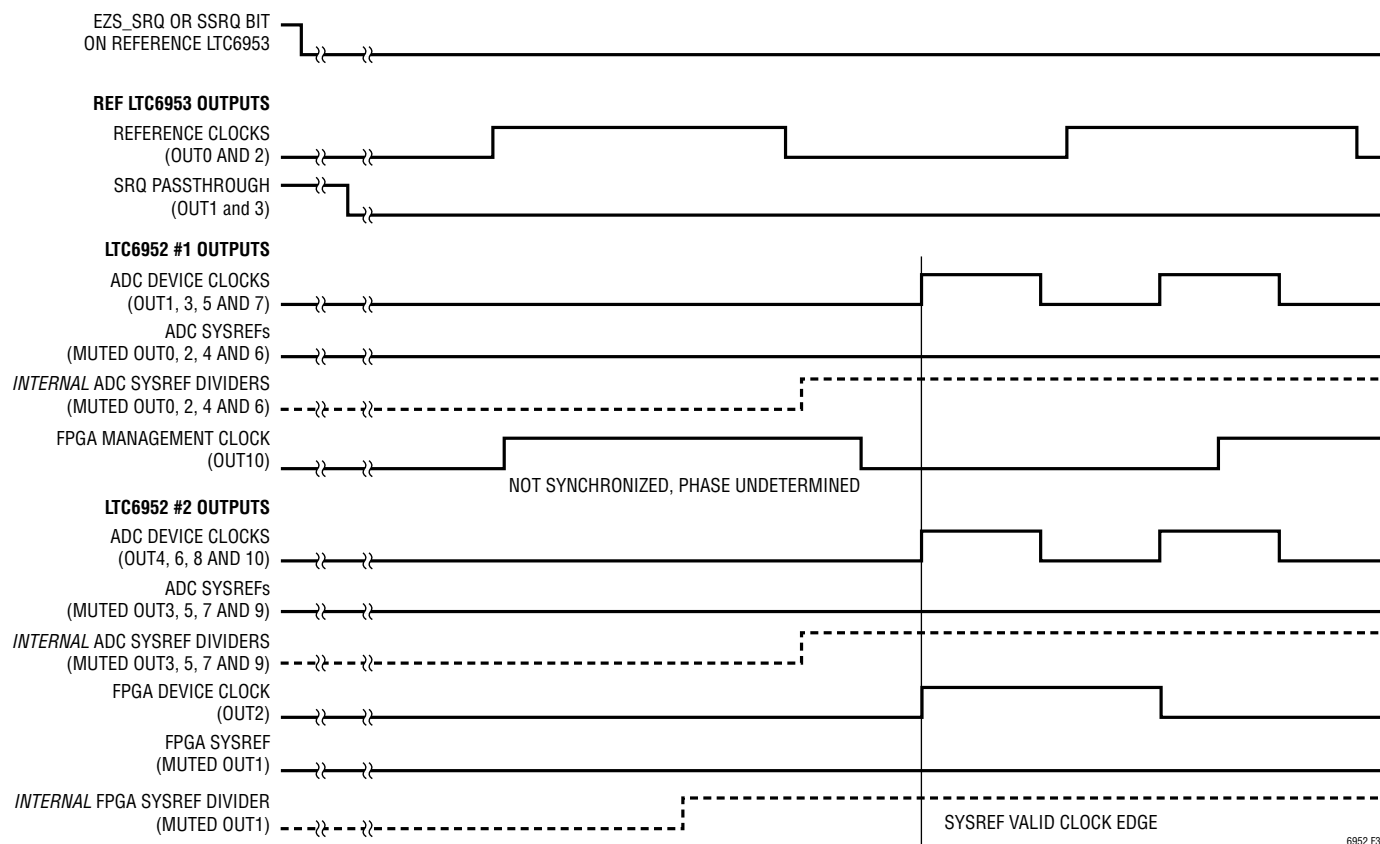 EZS_SRQ OR SSRQ BIT
ON REFERENCE LTC6953
REF LTC6953 OUTPUTS
REFERENCE CLOCKS
(OUT0 AND 2)
SRQ PASSTHROUGH
(OUT1 and 3)
LTC6952 #1 OUTPUTS
ADC DEVICE CLOCKS
(OUT1, 3, 5 AND 7)
ADC SYSREFs
(MUTED OUT0, 2, 4 AND 6)
INTERNAL ADC SYSREF DIVIDERS
(MUTED OUT0, 2, 4 AND 6)
FPGA MANAGEMENT CLOCK
(OUT10)
NOT SYNCHRONIZED, PHASE UNDETERMINED
LTC6952 #2 OUTPUTS
ADC DEVICE CLOCKS
(OUT4, 6, 8 AND 10)
ADC SYSREFs
(MUTED OUT3, 5, 7 AND 9)
INTERNAL ADC SYSREF DIVIDERS
(MUTED OUT3, 5, 7 AND 9)
FPGA DEVICE CLOCK
(OUT2)
FPGA SYSREF
(MUTED OUT1)
INTERNAL FPGA SYSREF DIVIDER
(MUTED OUT1)
SYSREF VALID CLOCK EDGE
6952 F3